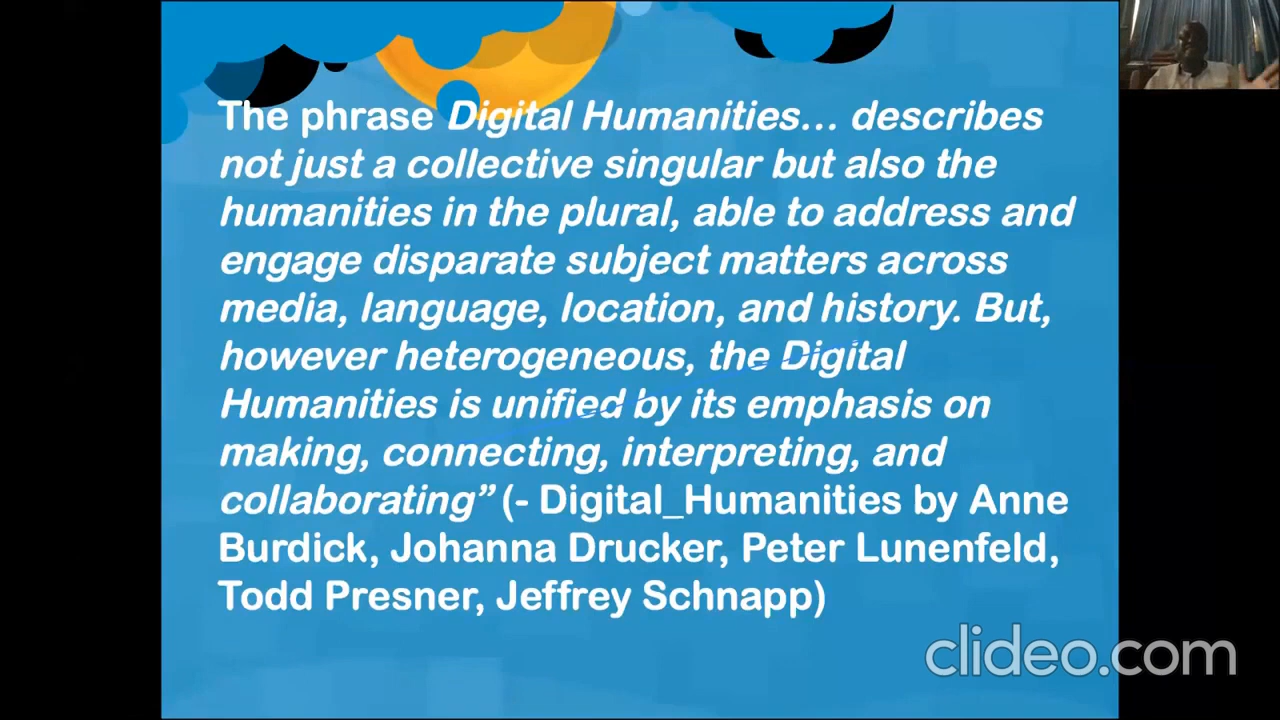 The phrase Digital Humanities... describes
not just a collective singular but also the
humanities in the plural, able to address and
engage disparate subject matters across
media, language, location, and history. But,
however heterogeneous, the Digital
Humanities is unified by its emphasis on
making, connecting, interpreting, and
collaborating” (- Digital_Humanities by Anne
Burdick, Johanna Drucker, Peter Lunenfeld,
Todd Presner, Jeffrey Schnapp)
clideo.com